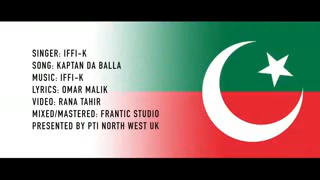 SINGER: IFFI-K
SONG: KAPTAN DA BALLA
MUSIC: IFFI-K
LYRICS: OMAR MALIK
VIDEO: RANA TAHIR
MIXED/MASTERED: FRANTIC STUDIO
PRESENTED BY PTI NORTH WEST UK